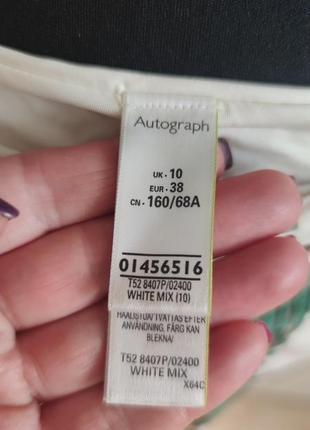 Autograph
UK • 10
EUR • 38
CN • 160/68A
01456516
T52 8407P/02400
WHITE MIX (10)
HAALISTUA/TVÄTTAS EFTER
ANVÄNDNING, FÄRG KAN
BLEKNA/
T52 8407P/02400
WHITE MIX
X64C